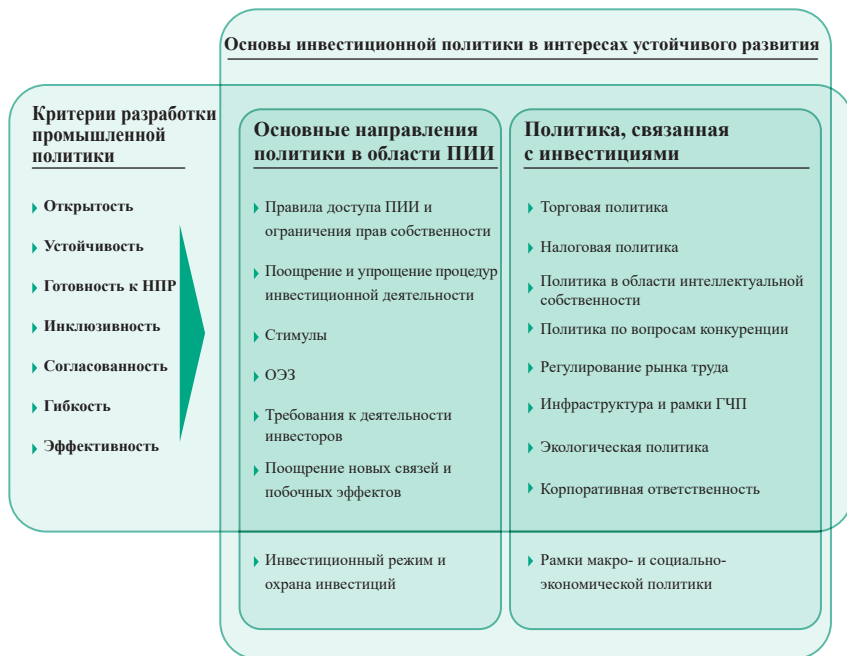 Основы инвестиционной политики в интересах устойчивого развития
Критерии разработки
промышленной
политики
Открытость
Устойчивость
Готовность к НПР
Инклюзивность
Согласованность
Гибкость
Эффективность
Основные направления
политики в области ПИИ
Правила доступа ПИИ и
ограничения прав собственности
Поощрение и упрощение процедур
инвестиционной деятельности
Стимулы
ОЭЗ
Требования к деятельности
инвесторов
Поощрение новых связей и
побочных эффектов
Инвестиционный режим и
охрана инвестиций
Политика, связанная
с инвестициями
Торговая политика
Налоговая политика
Политика в области интеллектуальной
собственности
Политика по вопросам конкуренции
Регулирование рынка труда
Инфраструктура и рамки ГЧП
Экологическая политика
Корпоративная ответственность
Рамки макро- и социально-
экономической политики